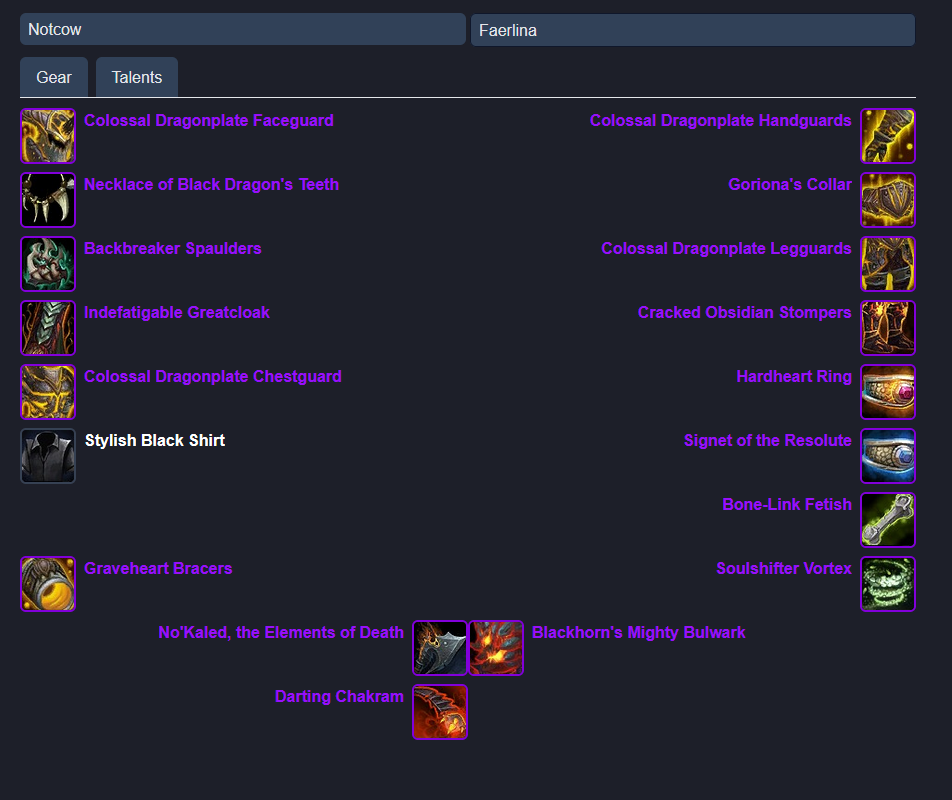 Notcow
Faerlina
Gear
Talents
Colossal Dragonplate Faceguard
Colossal Dragonplate Handguards
Necklace of Black Dragon's Teeth
Goriona's Collar
Backbreaker Spaulders
Colossal Dragonplate Legguards
Indefatigable Greatcloak
Cracked Obsidian Stompers
Colossal Dragonplate Chestguard
Hardheart Ring
Stylish Black Shirt
Signet of the Resolute
Bone-Link Fetish
Graveheart Bracers
Soulshifter Vortex
No'Kaled, the Elements of Death
Blackhorn's Mighty Bulwark
Darting Chakram